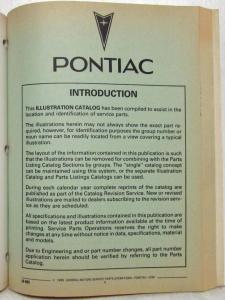 PONTIAC
INTRODUCTION
This ILLUSTRATION CATALOG has been compiled to assist in the
location and identification of service parts.
The illustrations herein may not always show the exact part re-
quired, however, for identification purposes the group number or
noun name can be readily located from a view covering a typical
illustration.
The layout of the information contained in this publication is such
that the illustrations can be removed for combining with the Parts
Listing Catalog Sections by groups. The "single" catalog concept
can be maintained using this system, or the separate Illustration
Catalog and Parts Listings Catalogs can be used.
During each calendar year complete reprints of the catalog are
published as part of the Catalog Revision Service. New or revised
illustrations are mailed to dealers subscribing to the revision serv-
ice as they are scheduled.
All specifications and illustrations contained in this publication are
based on the latest product information available at the time of
printing. Service Parts Operations reserves the right to make
changes at any time without notice in data, specifications, material
and models.
Due to Engineering and or part number changes, all part number
application herein should be verified by referring to the Parts
Catalog.
GENERAL MOTORS SERVICE PARTS OPERATIONS